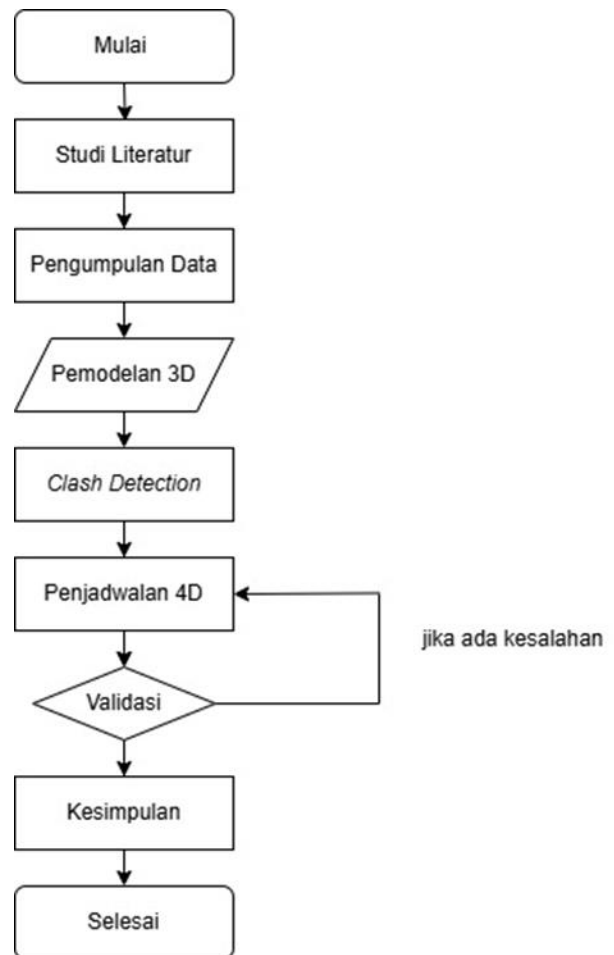 Mulai
Studi Literatur
Pengumpulan Data
Pemodelan 3D
Clash Detection
Penjadwalan 4D
jika ada kesalahan
Validasi
Kesimpulan
Selesai